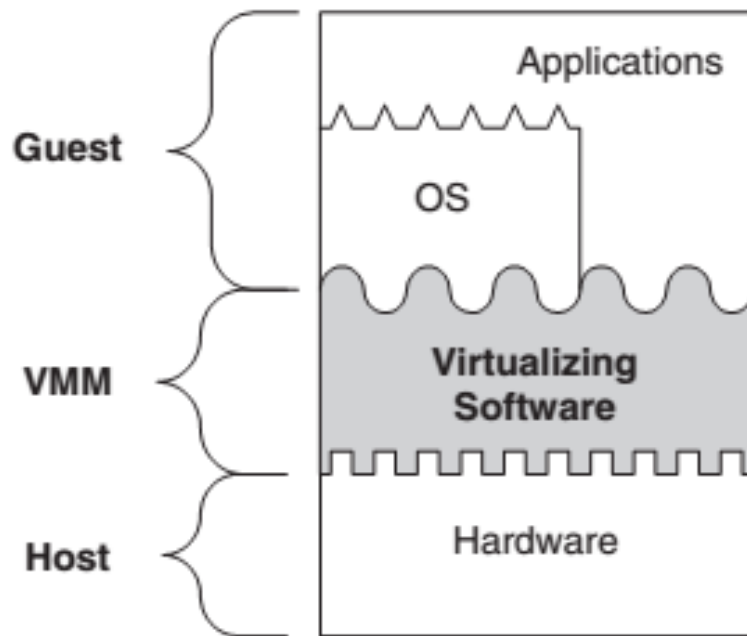 Applications
Guest
OS
VMM
Virtualizing
Software
Host
Hardware